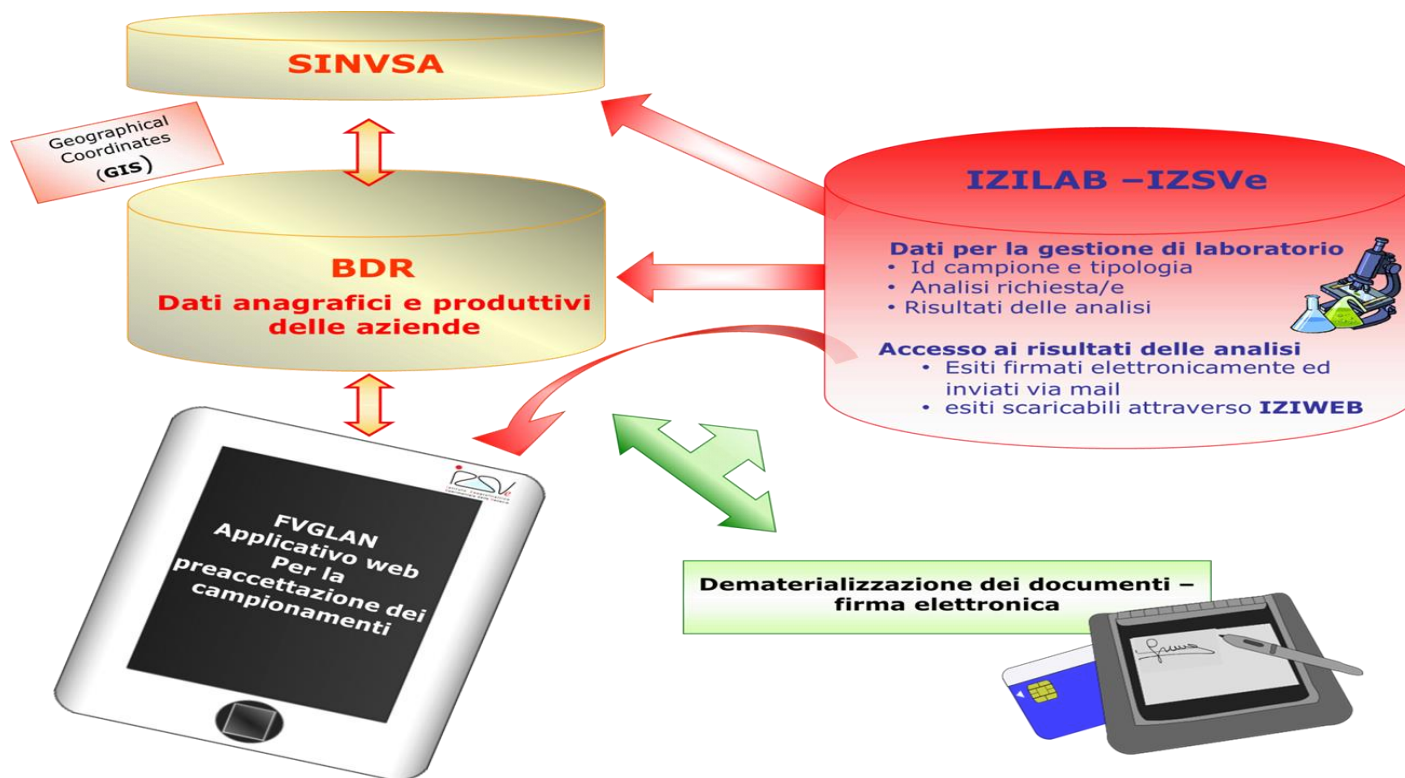 SINVSA
Geographical
Coordinates
(GIS)
BDR
Dati anagrafici e produttivi
delle aziende
IZILAB –IZSVe
Dati per la gestione di laboratorio
• Id campione e tipologia
• Analisi richiesta/e
• Risultati delle analisi
Accesso ai risultati delle analisi
• Esiti firmati elettronicamente ed
inviati via mail
• esiti scaricabili attraverso IZIWEB
FVGLAN
Applicativo web
Per la
preaccettazione dei
campionamenti
Dematerializzazione dei documenti –
firma elettronica